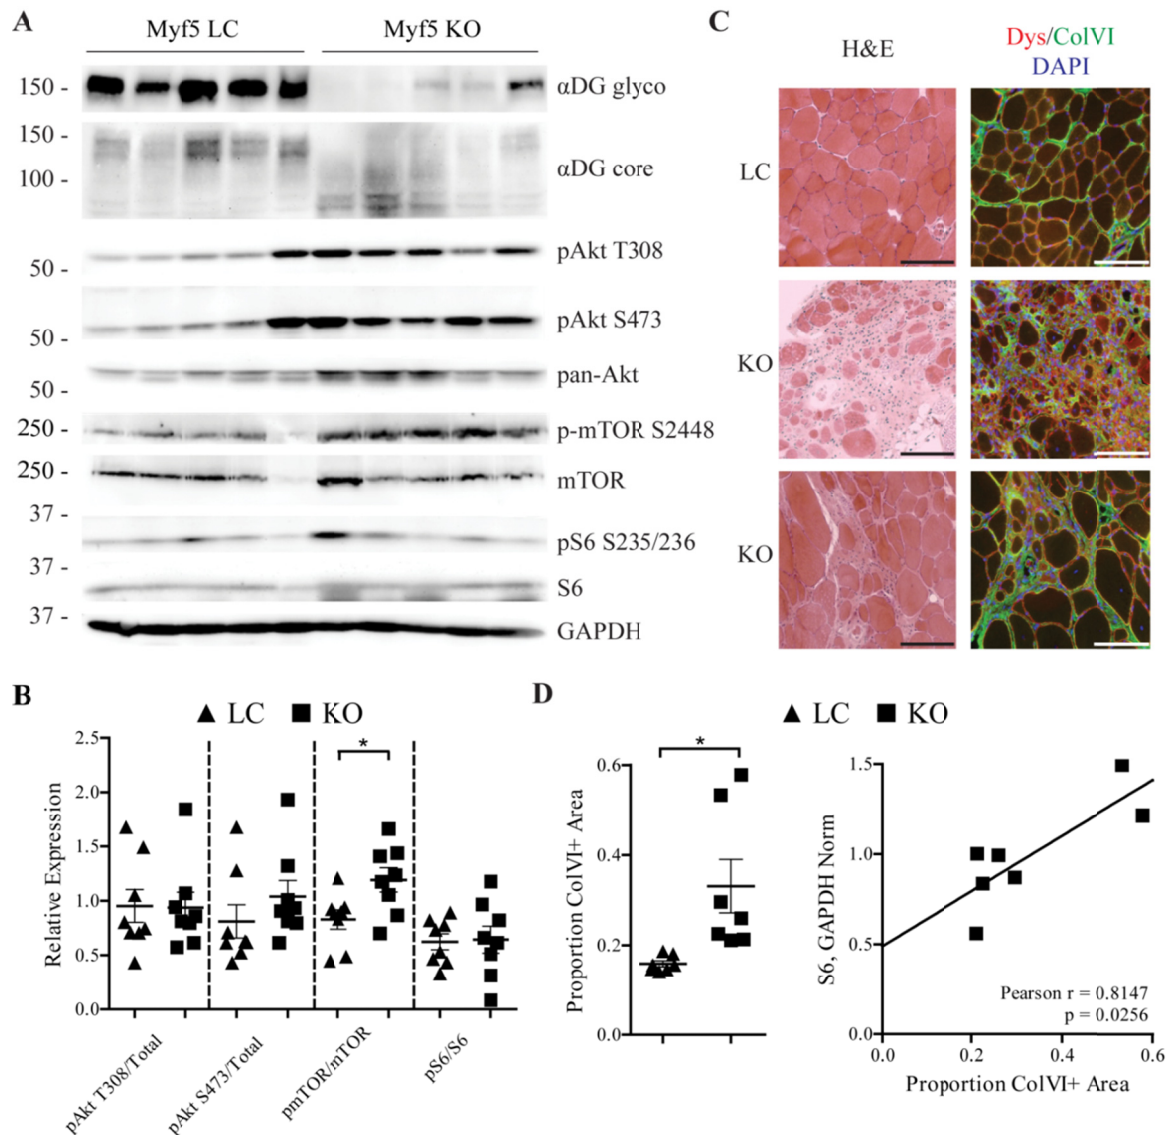 A
Myf5 LC
Myf5 KO
150 -
αDG glyco
150 -
100 -
αDG core
50 -
pAkt T308
50 -
pAkt S473
50 -
pan-Akt
250 -
p-mTOR S2448
250 -
mTOR
37 -
pS6 S235/236
37 -
S6
37 -
GAPDH
C
H&E
Dys/ColVI
DAPI
LC
KO
KO
B
LC KO
Relative Expression
2.5
2.0
1.5
1.0
0.5
0.0
*
pAkt T308/Total
pAkt S473/Total
pmTOR/mTOR
pS6/S6
D
LC KO
Proportion ColVI+ Area
0.6
0.4
0.2
0.0
*
S6, GAPDH Norm
1.5
1.0
0.5
0.0
Pearson r = 0.8147
p = 0.0256
0.0 0.2 0.4 0.6
Proportion ColVI+ Area